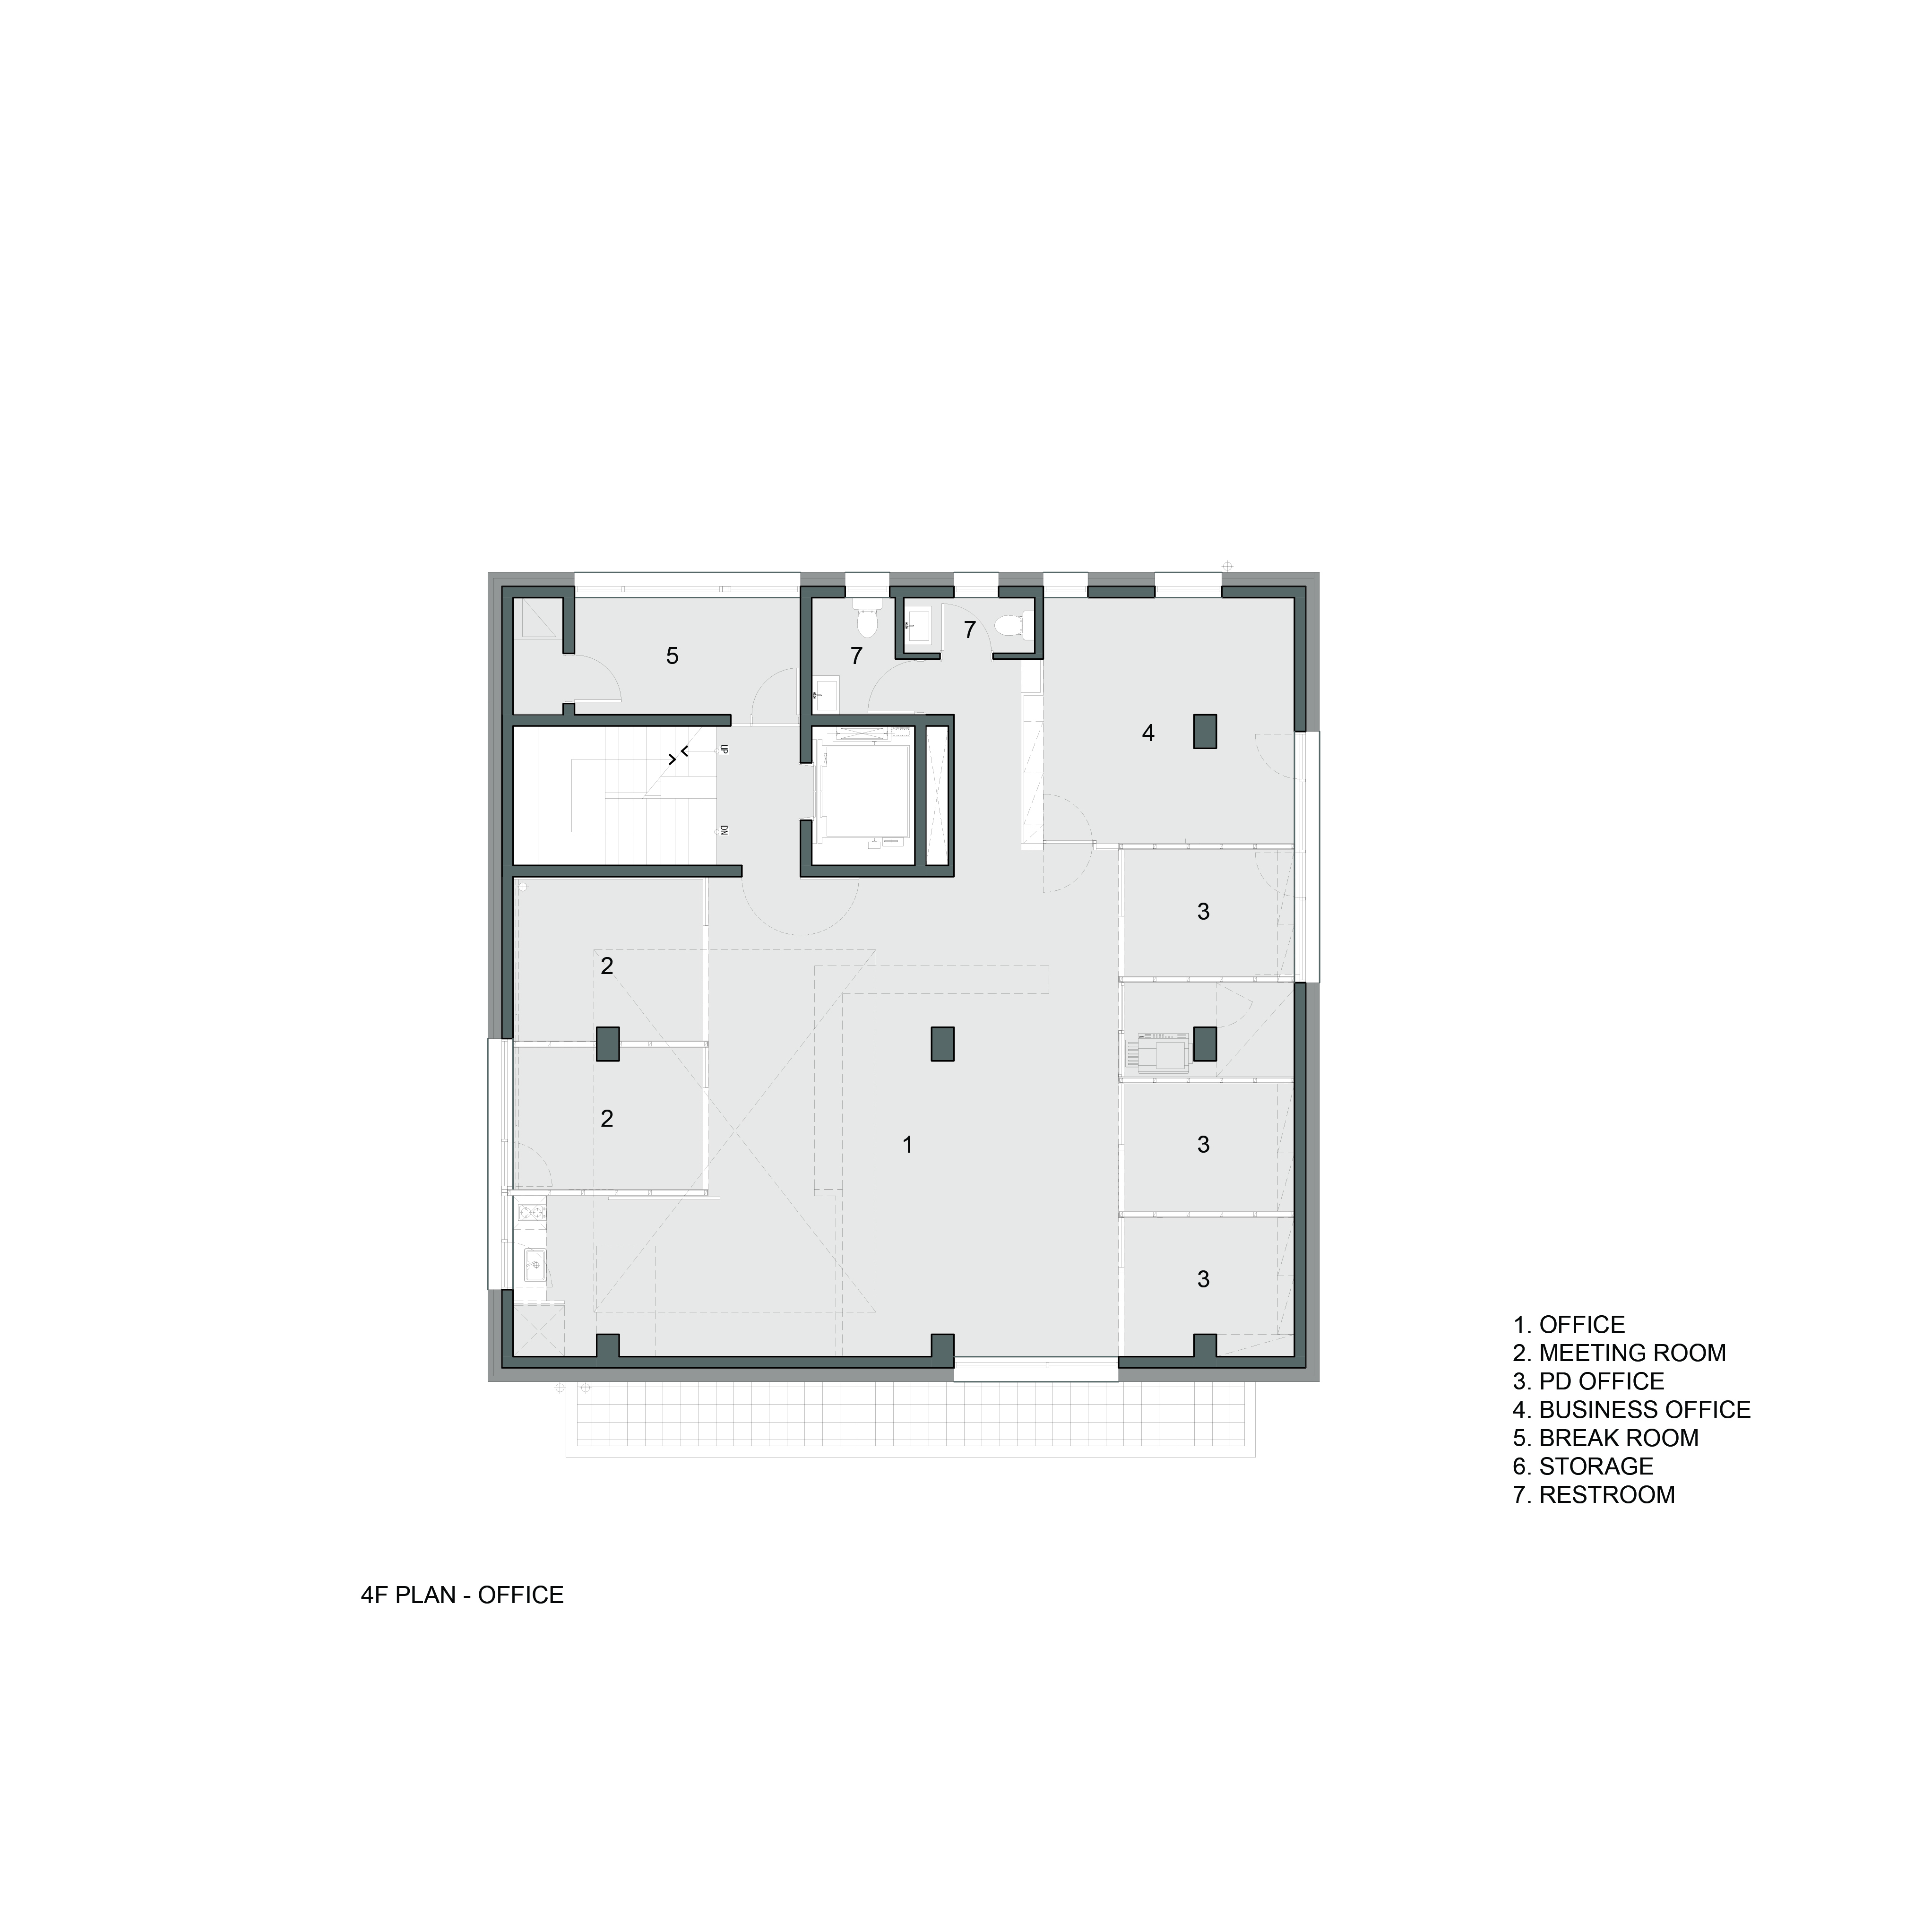 5
7
7
4
UP
DN
3
2
2
1
3
3
1. OFFICE
2. MEETING ROOM
3. PD OFFICE
4. BUSINESS OFFICE
5. BREAK ROOM
6. STORAGE
7. RESTROOM
4F PLAN - OFFICE